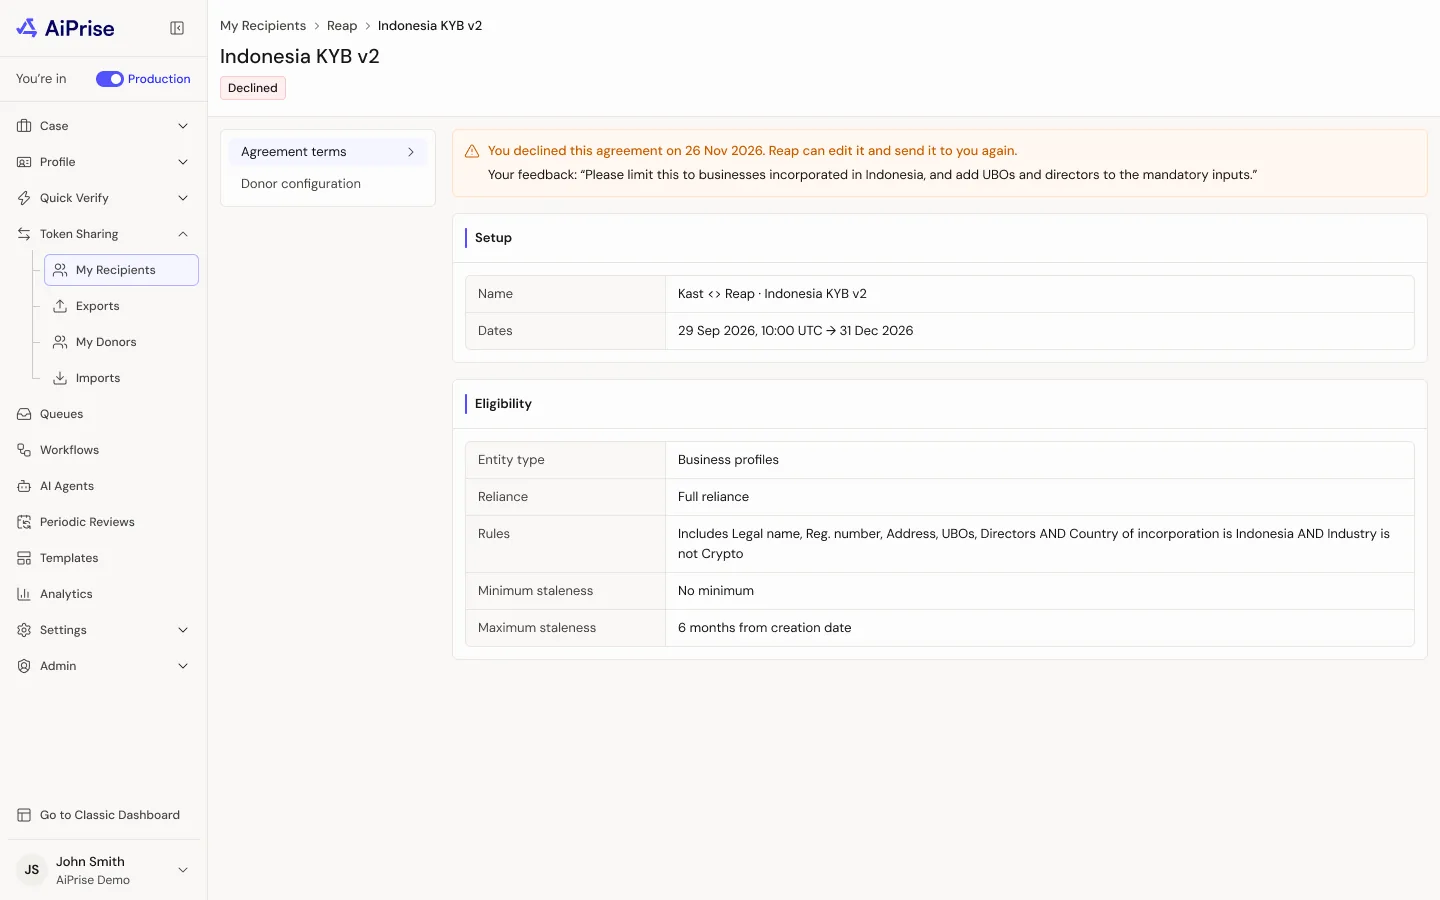 AiPrise
You're in
Production
Case
Profile
Quick Verify
Token Sharing
My Recipients
Exports
My Donors
Imports
Queues
Workflows
AI Agents
Periodic Reviews
Templates
Analytics
Settings
Admin
Go to Classic Dashboard
JS
John Smith
AiPrise Demo
My Recipients > Reap > Indonesia KYB v2
Indonesia KYB v2
Declined
Agreement terms
Donor configuration
You declined this agreement on 26 Nov 2026. Reap can edit it and send it to you again.
Your feedback: “Please limit this to businesses incorporated in Indonesia, and add UBOs and directors to the mandatory inputs.”
Setup
Name Kast <> Reap · Indonesia KYB v2
Dates 29 Sep 2026, 10:00 UTC → 31 Dec 2026
Eligibility
Entity type Business profiles
Reliance Full reliance
Rules Includes Legal name, Reg. number, Address, UBOs, Directors AND Country of incorporation is Indonesia AND Industry is
not Crypto
Minimum staleness No minimum
Maximum staleness 6 months from creation date